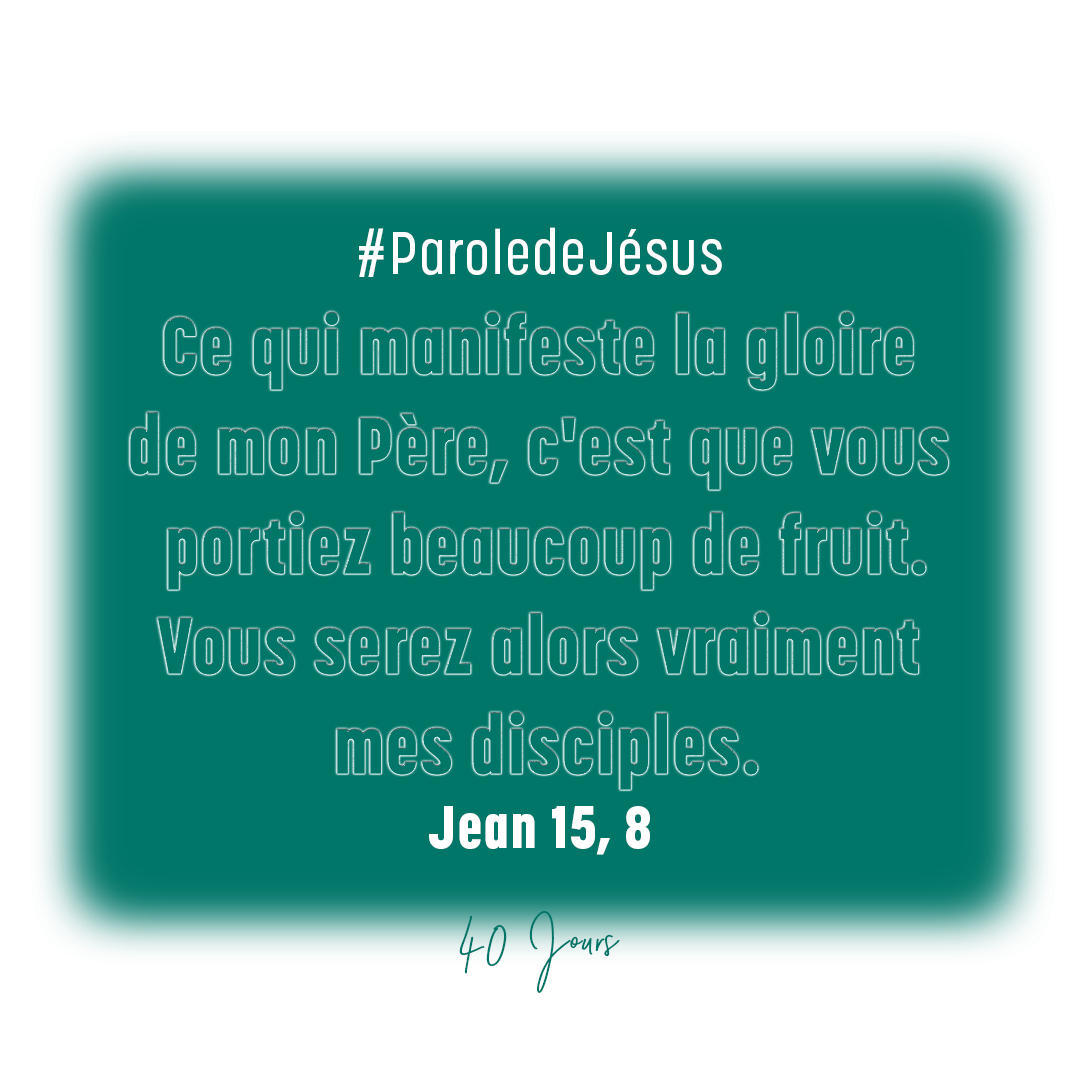 #ParoledeJésus
Ce qui manifeste la gloire
de mon Père, c'est que vous
portiez beaucoup de fruit.
Vous serez alors vraiment
mes disciples.
Jean 15, 8
40 Jours